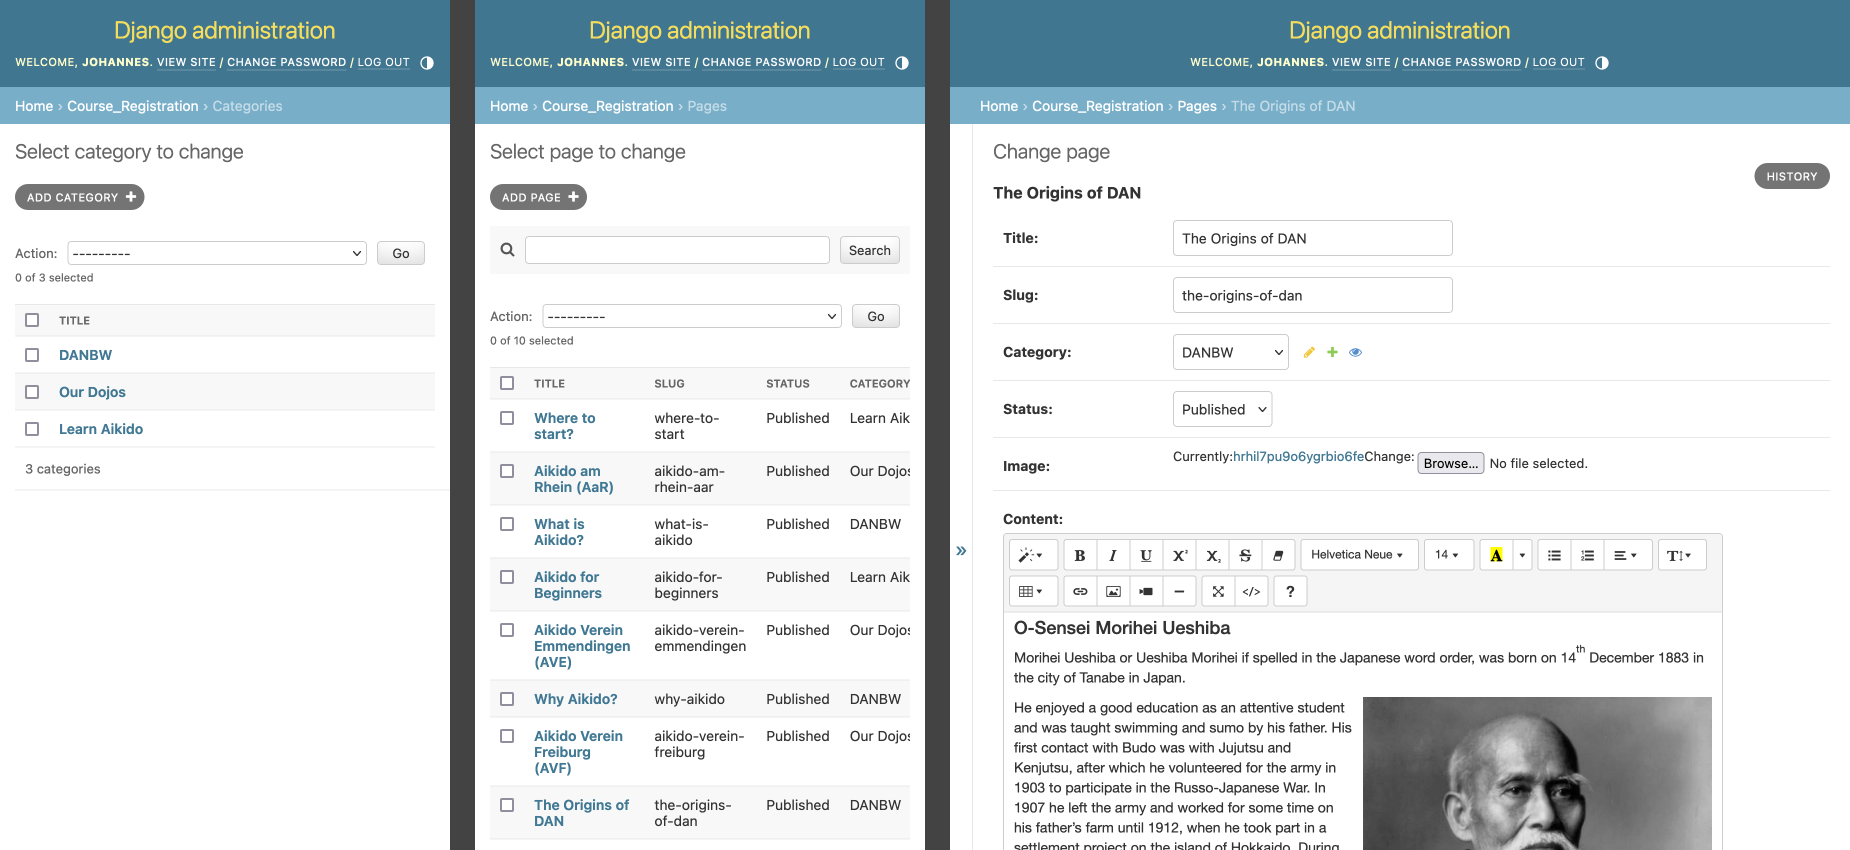 Django administration
WELCOME, JOHANNES. VIEW SITE / CHANGE PASSWORD / LOG OUT
Home › Course_Registration › Categories
Select category to change
ADD CATEGORY +
Action: --------- Go
0 of 3 selected
TITLE
DANBW
Our Dojos
Learn Aikido
3 categories
Django administration
WELCOME, JOHANNES. VIEW SITE / CHANGE PASSWORD / LOG OUT
Home › Course_Registration › Pages
Select page to change
ADD PAGE +
Search
Action: --------- Go
0 of 10 selected
TITLE SLUG STATUS CATEGORY
Where to where-to- Published Learn Aik
start? start
Aikido am aikido-am- Published Our Dojos
Rhein (AaR) rhein-aar
What is what-is- Published DANBW
Aikido? aikido
Aikido for aikido-for- Published Learn Aik
Beginners beginners
Aikido Verein aikido-verein- Published Our Dojos
Emmendingen emmendingen
(AVE)
Why Aikido? why-aikido Published DANBW
Aikido Verein aikido-verein- Published Our Dojos
Freiburg freiburg
(AVF)
The Origins of the-origins- Published DANBW
DAN of-dan
Django administration
WELCOME, JOHANNES. VIEW SITE / CHANGE PASSWORD / LOG OUT
Home › Course_Registration › Pages › The Origins of DAN
Change page
HISTORY
The Origins of DAN
Title: The Origins of DAN
Slug: the-origins-of-dan
Category: DANBW
Status: Published
Image: Currently:hrhil7pu9o6ygrbio6feChange: Browse... No file selected.
Content:
»
B I U X² X₂ S Helvetica Neue 14 A T
</> ?
O-Sensei Morihei Ueshiba
Morihei Ueshiba or Ueshiba Morihei if spelled in the Japanese word order, was born on 14th December 1883 in
the city of Tanabe in Japan.
He enjoyed a good education as an attentive student
and was taught swimming and sumo by his father. His
first contact with Budo was with Jujutsu and
Kenjutsu, after which he volunteered for the army in
1903 to participate in the Russo-Japanese War. In
1907 he left the army and worked for some time on
his father's farm until 1912, when he took part in a
settlement project on the island of Hokkaido. During